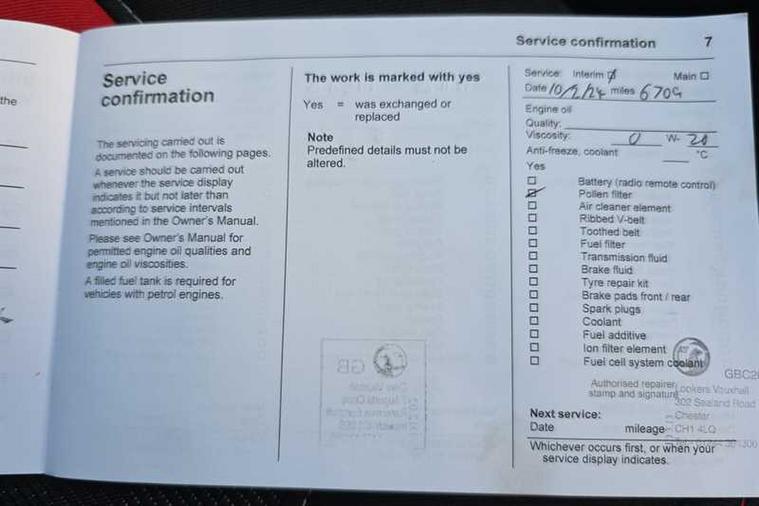 Service confirmation 7
the
Service
confirmation
The servicing carried out is
documented on the following pages.
A service should be carried out
whenever the service display
indicates it but not later than
according to service intervals
mentioned in the Owner's Manual.
Please see Owner's Manual for
permitted engine oil qualities and
engine oil viscosities.
A filled fuel tank is required for
vehicles with petrol engines.
The work is marked with yes
Yes = was exchanged or
replaced
Note
Predefined details must not be
altered.
GB
Service: Interim Main
Date 10/2/24 miles 6709
Engine oil
Quality:
Viscosity: 0 W- 20
Anti-freeze, coolant °C
Yes
Battery (radio remote control)
Pollen filter
Air cleaner element
Ribbed V-belt
Toothed belt
Fuel filter
Transmission fluid
Brake fluid
Tyre repair kit
Brake pads front / rear
Spark plugs
Coolant
Fuel additive
Ion filter element
Fuel cell system coolant
Authorised repairer
stamp and signature
Lookers Vauxhall
302 Sealand Road
Chester
CH1 4LQ
Next service:
Date mileage
Whichever occurs first, or when your
service display indicates.